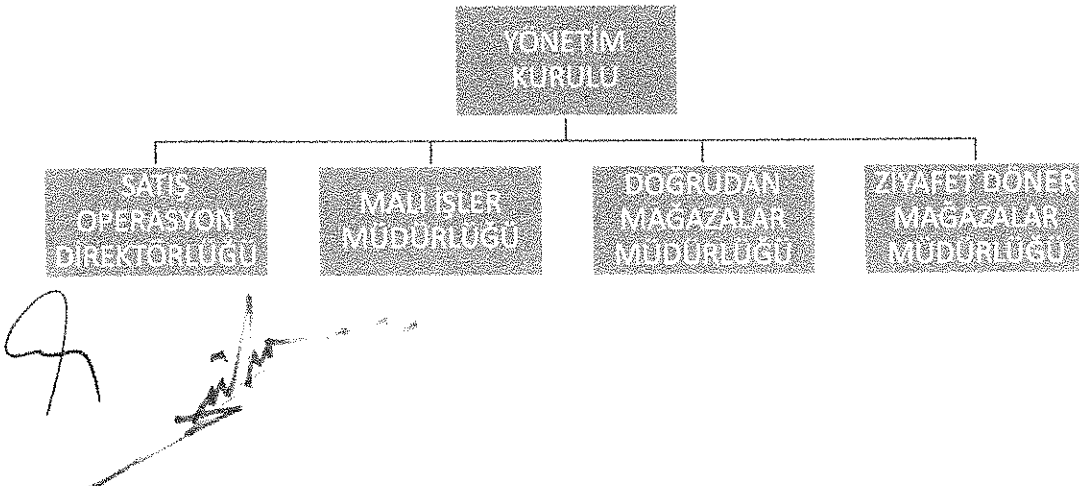 YÖNETİM
KURULU
SATIŞ
OPERASYON
DİREKTÖRLÜĞÜ
MALİ İŞLER
MÜDÜRLÜĞÜ
DOĞRUDAN
MAĞAZALAR
MÜDÜRLÜĞÜ
ZİYAFET DÖNER
MAĞAZALAR
MÜDÜRLÜĞÜ